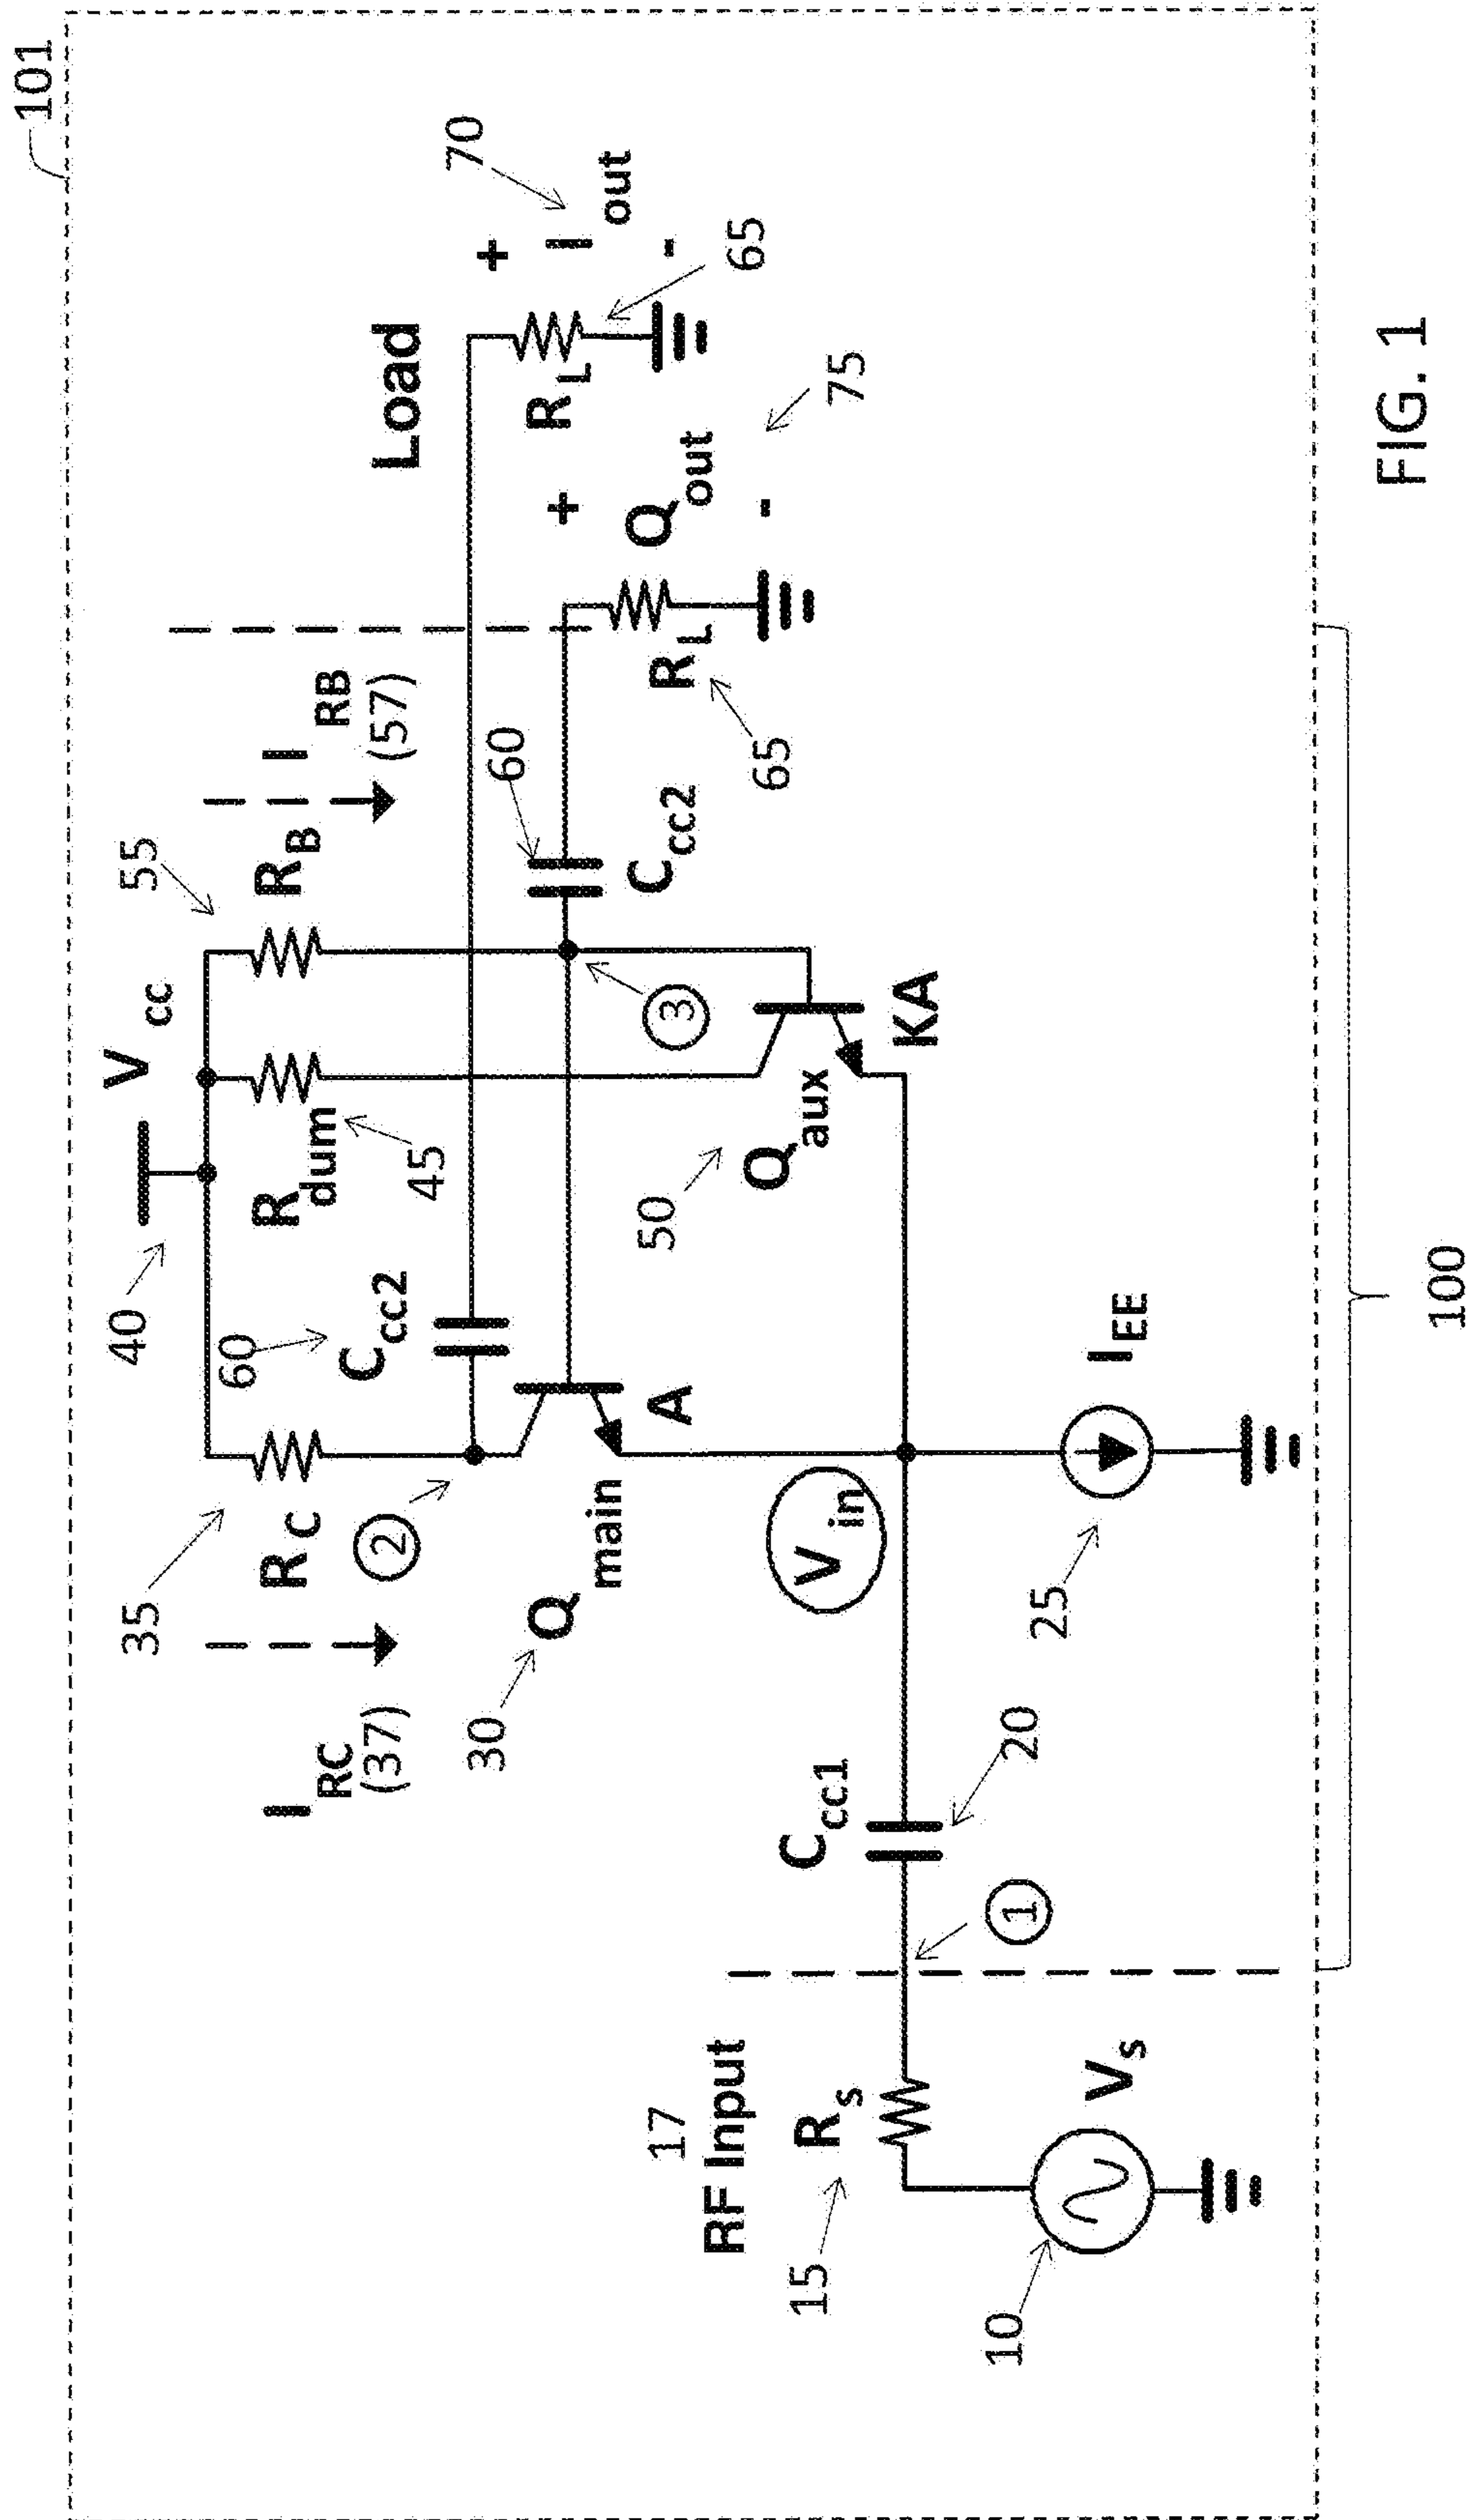 101
40
V
cc
55
35
R
C
R
dum
45
R
B
I
RB
(57)
I
RC
(37)
2
60
C
cc2
Load
70
+
I
out
-
R
L
65
30
Q
main
A
60
C
cc2
3
+
Q
out
-
75
R
L
65
50
Q
aux
KA
V
in
17
RF Input
R
s
15
C
cc1
20
1
25
I
EE
10
V
s
100
FIG. 1